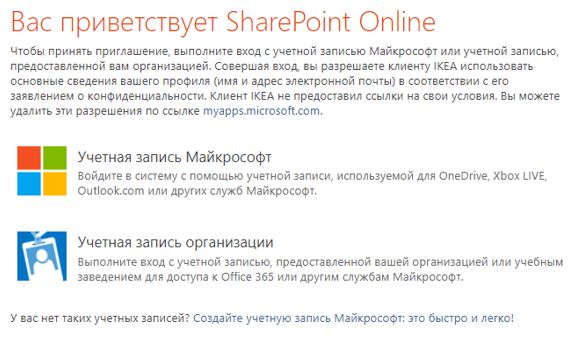 Вас приветствует SharePoint Online
Чтобы принять приглашение, выполните вход с учетной записью Майкрософт или учетной записью,
предоставленной вам организацией. Совершая вход, вы разрешаете клиенту IKEA использовать
основные сведения вашего профиля (имя и адрес электронной почты) в соответствии с его
заявлением о конфиденциальности. Клиент IKEA не предоставил ссылки на свои условия. Вы можете
удалить эти разрешения по ссылке myapps.microsoft.com.
Учетная запись Майкрософт
Войдите в систему с помощью учетной записи, используемой для OneDrive, Xbox LIVE,
Outlook.com или других служб Майкрософт.
Учетная запись организации
Выполните вход с учетной записью, предоставленной вашей организацией или учебным
заведением для доступа к Office 365 или другим службам Майкрософт.
У вас нет таких учетных записей? Создайте учетную запись Майкрософт: это быстро и легко!